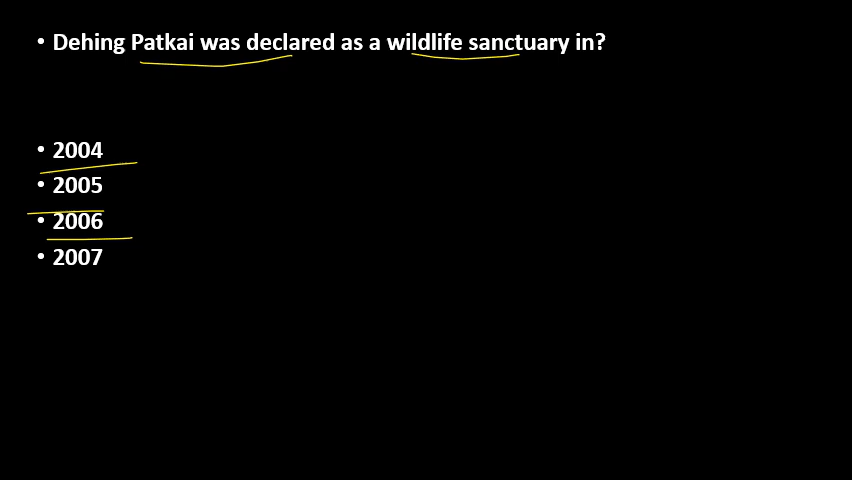 • Dehing Patkai was declared as a wildlife sanctuary in?
• 2004
• 2005
• 2006
• 2007